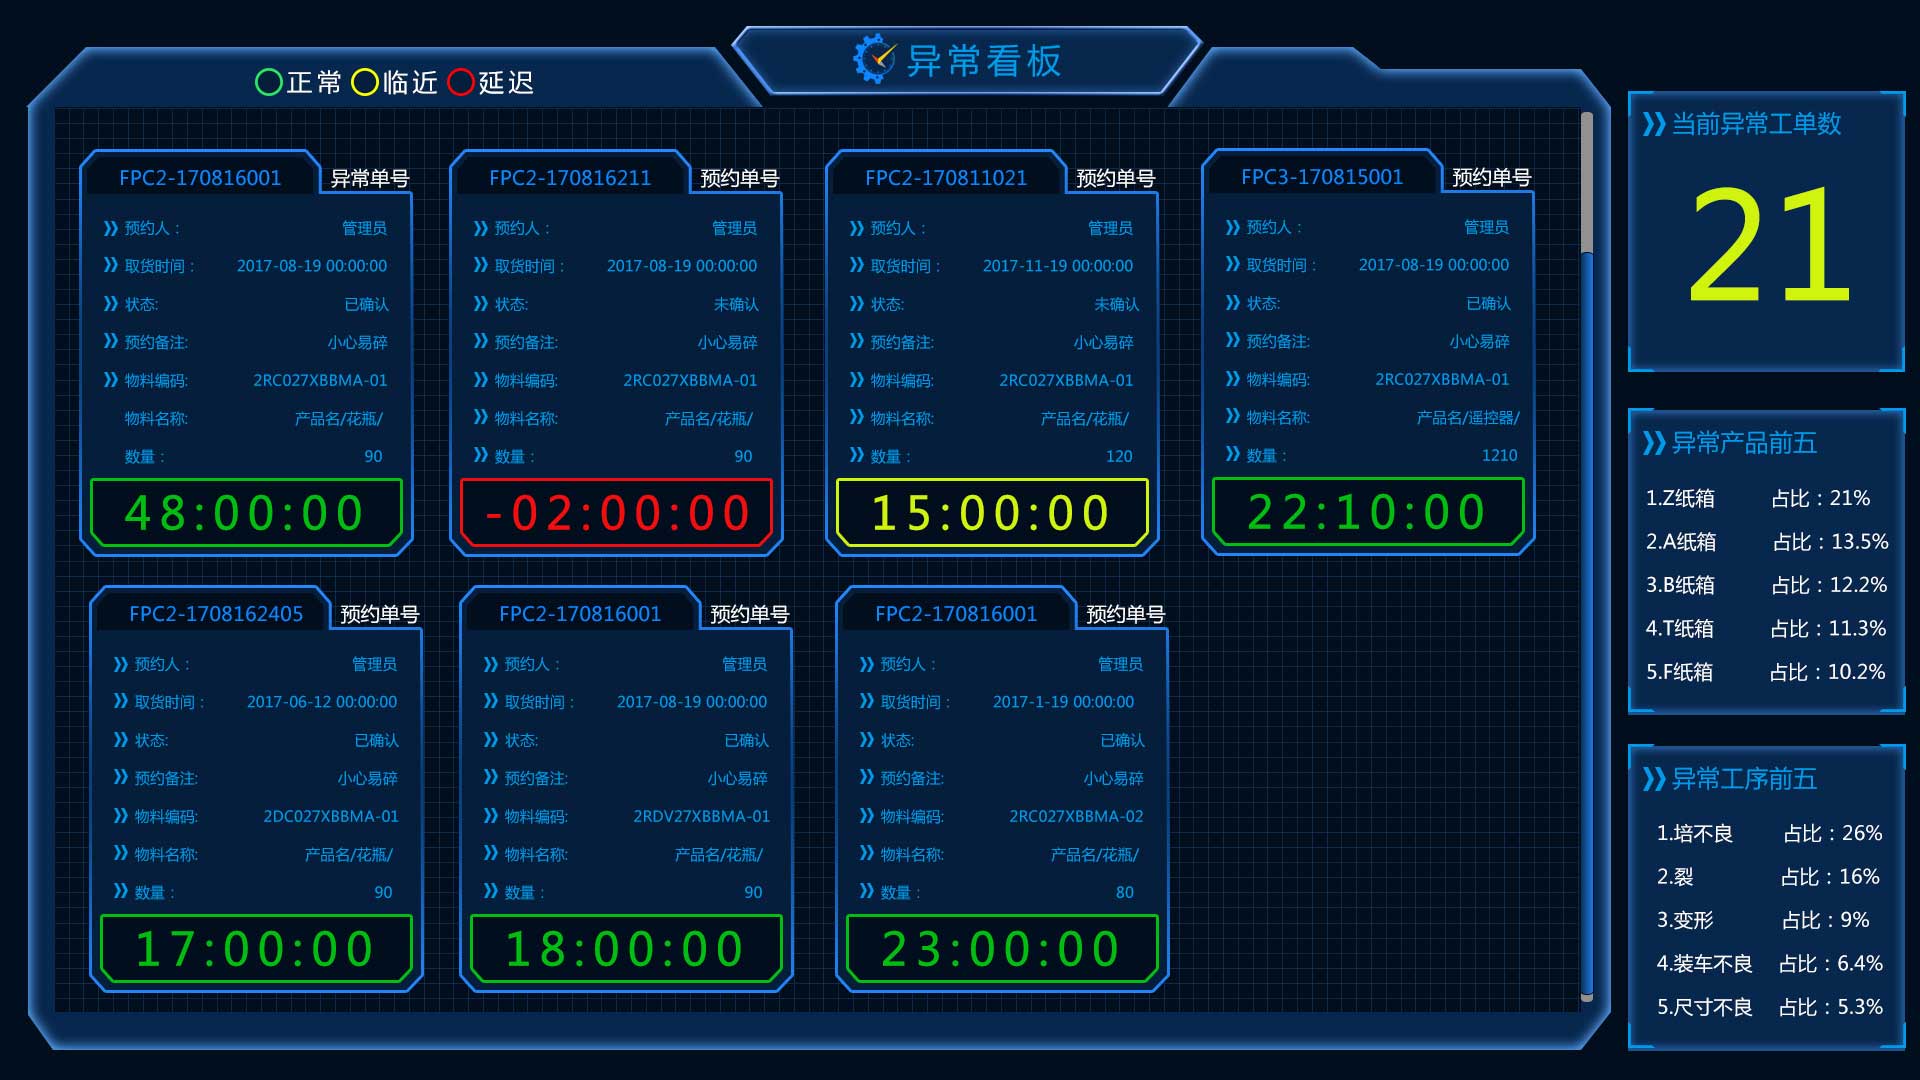 异常看板
正常 临近 延迟
FPC2-170816001 异常单号
预约人： 管理员
取货时间： 2017-08-19 00:00:00
状态: 已确认
预约备注: 小心易碎
物料编码: 2RC027XBBMA-01
物料名称: 产品名/花瓶/
数量： 90
48:00:00
FPC2-170816211 预约单号
预约人： 管理员
取货时间： 2017-08-19 00:00:00
状态: 未确认
预约备注: 小心易碎
物料编码: 2RC027XBBMA-01
物料名称: 产品名/花瓶/
数量： 90
-02:00:00
FPC2-170811021 预约单号
预约人： 管理员
取货时间： 2017-11-19 00:00:00
状态: 未确认
预约备注: 小心易碎
物料编码: 2RC027XBBMA-01
物料名称: 产品名/花瓶/
数量： 120
15:00:00
FPC3-170815001 预约单号
预约人： 管理员
取货时间： 2017-08-19 00:00:00
状态: 已确认
预约备注: 小心易碎
物料编码: 2RC027XBBMA-01
物料名称: 产品名/遥控器/
数量： 1210
22:10:00
FPC2-1708162405 预约单号
预约人： 管理员
取货时间： 2017-06-12 00:00:00
状态: 已确认
预约备注: 小心易碎
物料编码: 2DC027XBBMA-01
物料名称: 产品名/花瓶/
数量： 90
17:00:00
FPC2-170816001 预约单号
预约人： 管理员
取货时间： 2017-08-19 00:00:00
状态: 已确认
预约备注: 小心易碎
物料编码: 2RDV27XBBMA-01
物料名称: 产品名/花瓶/
数量： 90
18:00:00
FPC2-170816001 预约单号
预约人： 管理员
取货时间： 2017-1-19 00:00:00
状态: 已确认
预约备注: 小心易碎
物料编码: 2RC027XBBMA-02
物料名称: 产品名/花瓶/
数量： 80
23:00:00
当前异常工单数
21
异常产品前五
1.Z纸箱 占比：21%
2.A纸箱 占比：13.5%
3.B纸箱 占比：12.2%
4.T纸箱 占比：11.3%
5.F纸箱 占比：10.2%
异常工序前五
1.培不良 占比：26%
2.裂 占比：16%
3.变形 占比：9%
4.装车不良 占比：6.4%
5.尺寸不良 占比：5.3%